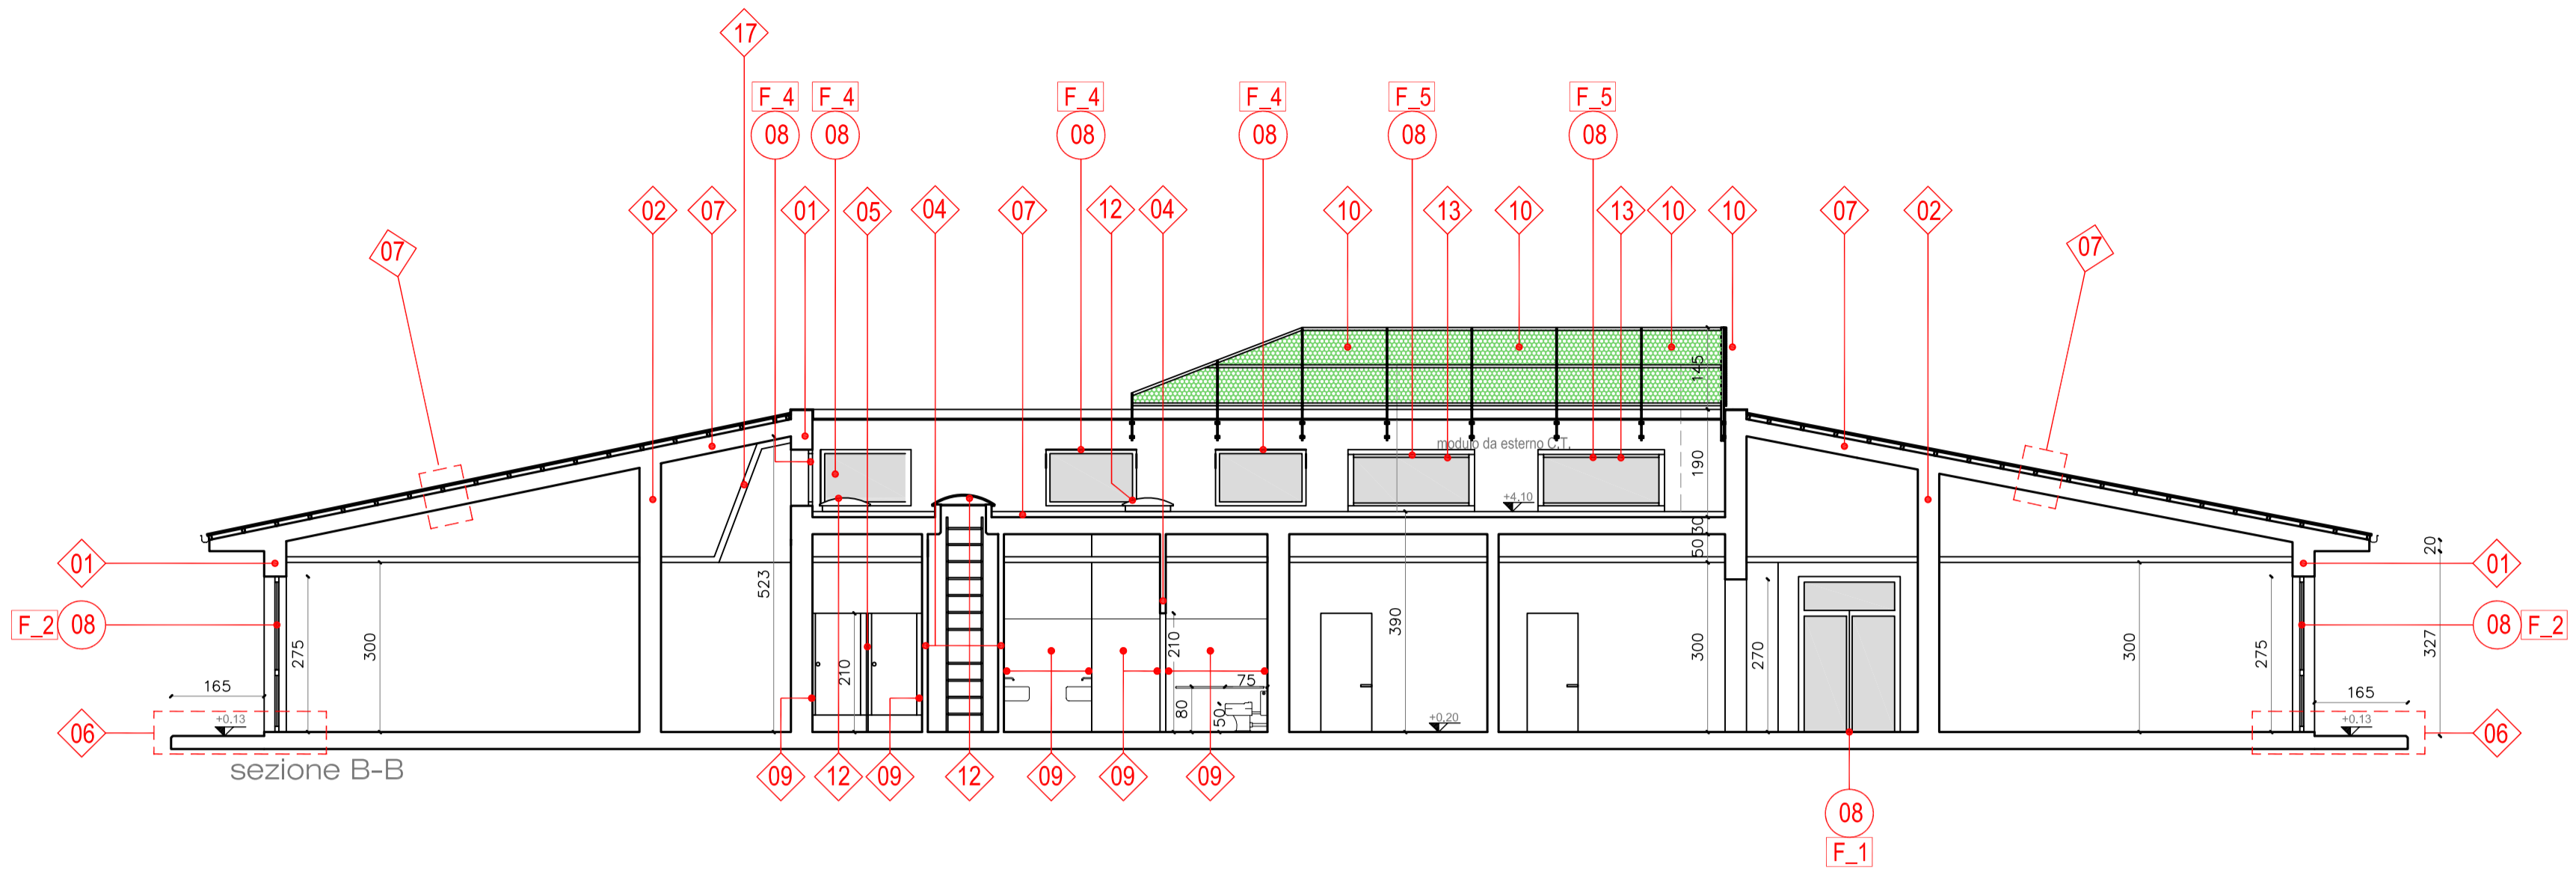 17
F_4 F_4 F_4 F_4 F_5 F_5
08 08 08 08 08 08
02 07 01 05 04 07 12 04 10 13 10 13 10 10 07 02
07 07
145
modulo da esterno C.T.
190
+4,10
30
50
20
01 01
523
F_2 08 08 F_2
275 300 210 210 390 300 270 300 275 327
165 75 165
80 50
+0,13 +0,20 +0,13
06 06
sezione B-B
09 12 09 12 09 09 09
08
F_1